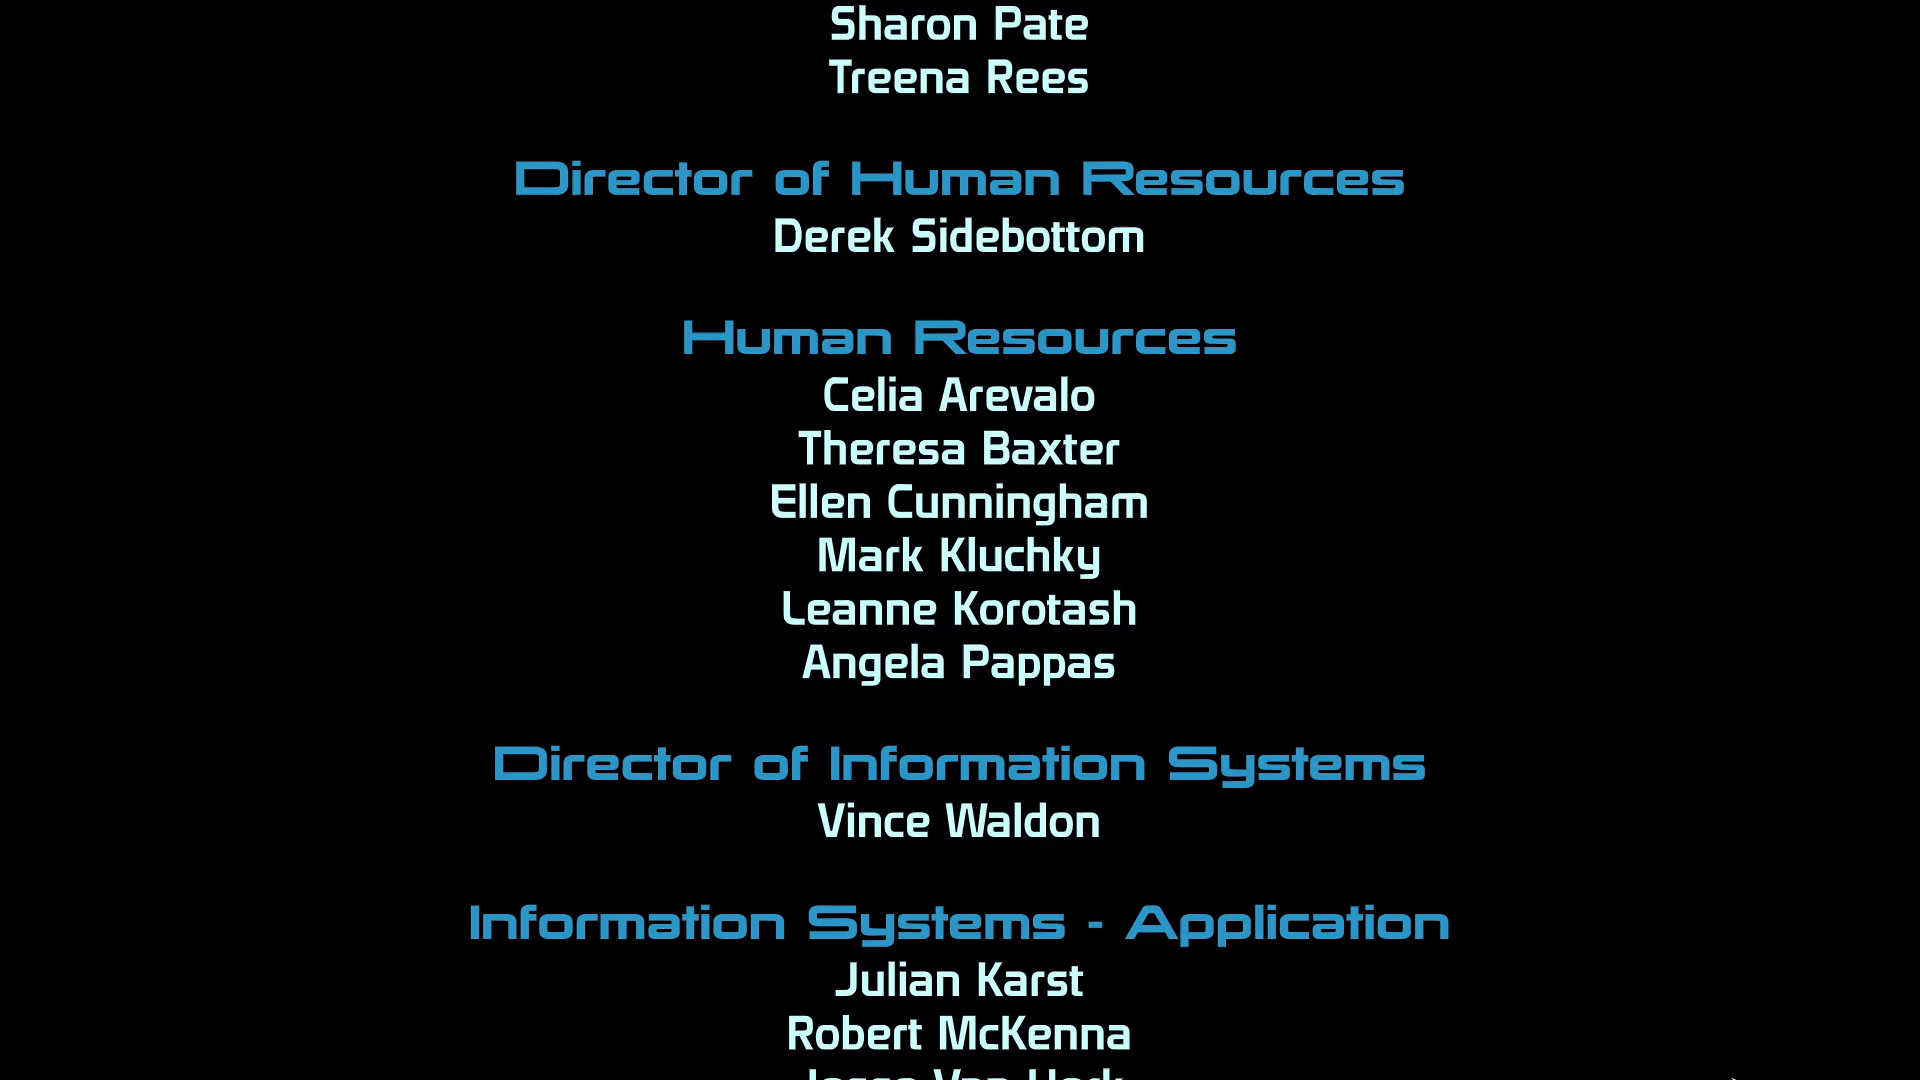 Sharon Pate
Treena Rees
Director of Human Resources
Derek Sidebottom
Human Resources
Celia Arevalo
Theresa Baxter
Ellen Cunningham
Mark Kluchky
Leanne Korotash
Angela Pappas
Director of Information Systems
Vince Waldon
Information Systems - Application
Julian Karst
Robert McKenna